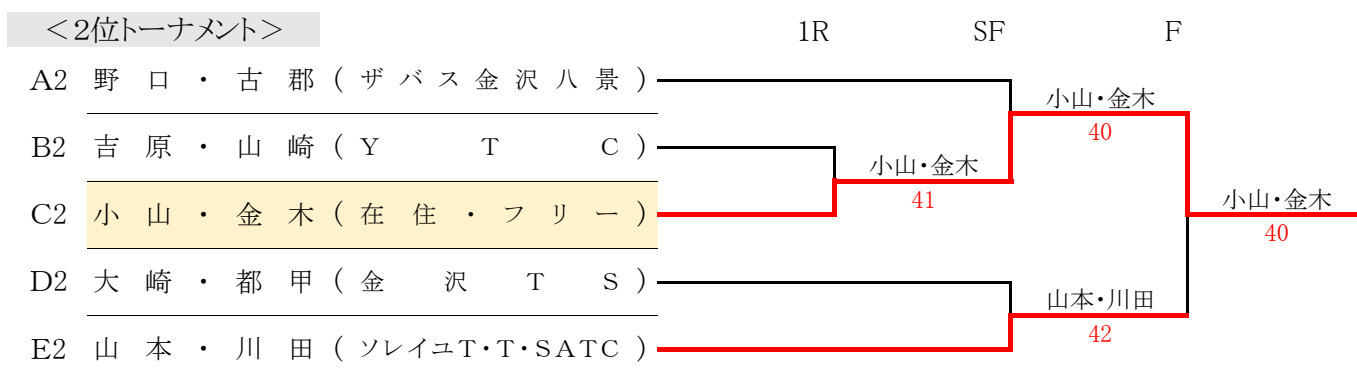 ＜２位トーナメント＞ 1R SF F
A2 野口・古郡(ザバス金沢八景)
小山・金木
40
B2 吉原・山崎(ＹＴＣ)
小山・金木
41
C2 小山・金木(在住・フリー)
小山・金木
40
D2 大崎・都甲(金沢ＴＳ)
山本・川田
42
E2 山本・川田(ソレイユT・T・SATC)